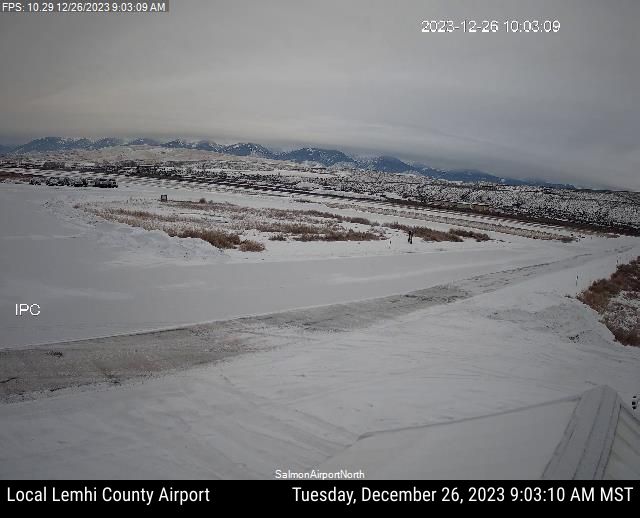 FPS: 10.29 12/26/2023 9:03:09 AM
2023-12-26 10:03:09
IPC
SalmonAirportNorth
Local Lemhi County Airport
Tuesday, December 26, 2023 9:03:10 AM MST